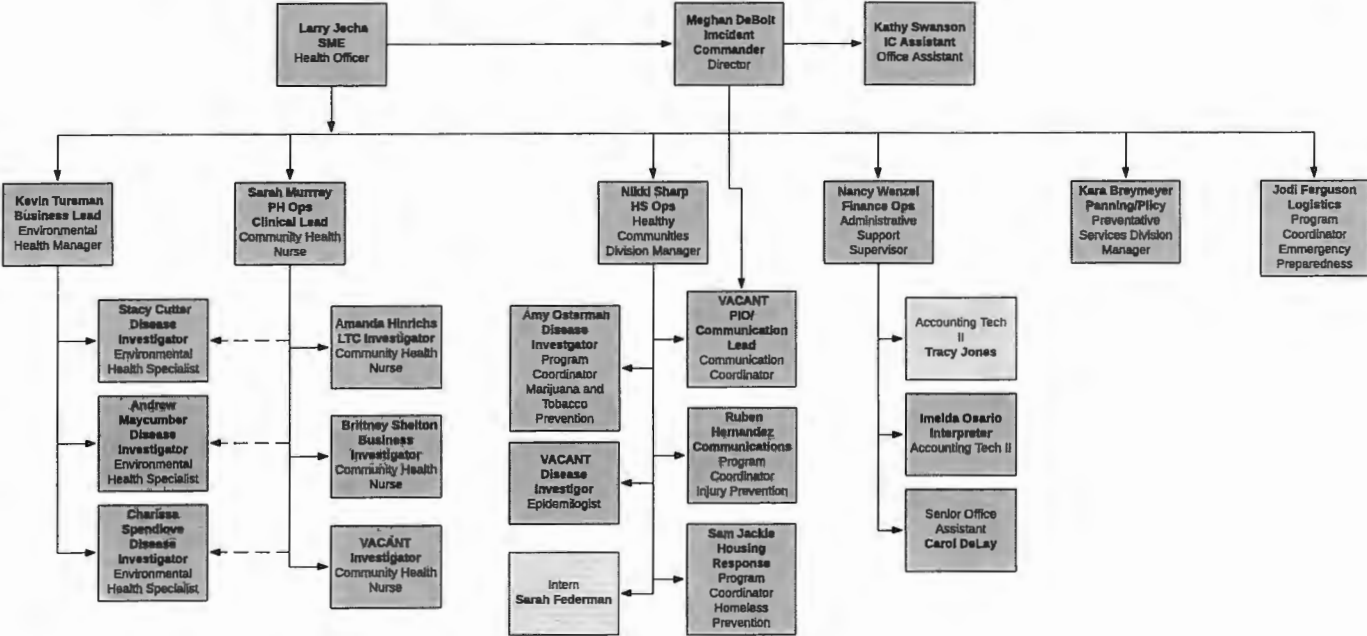 Larry Jecha
SME
Health Officer
Meghan DeBolt
Imcident
Commander
Director
Kathy Swanson
IC Assistant
Office Assistant
Kevin Tursman
Business Lead
Environmental
Health Manager
Sarah Murrrey
PH Ops
Clinical Lead
Community Health
Nurse
Nikki Sharp
HS Ops
Healthy
Communities
Division Manager
Nancy Wenzel
Finance Ops
Administrative
Support
Supervisor
Kara Breymeyer
Panning/Plicy
Preventative
Services Division
Manager
Jodi Ferguson
Logistics
Program
Coordinator
Emmergency
Preparedness
Stacy Cutter
Disease
Investigator
Environmental
Health Specialist
Amanda Hinrichs
LTC Investigator
Community Health
Nurse
Amy Osterman
Disease
Investgator
Program
Coordinator
Marijuana and
Tobacco
Prevention
VACANT
PIO/
Communication
Lead
Communication
Coordinator
Accounting Tech
II
Tracy Jones
Andrew
Maycumber
Disease
Investigator
Environmental
Health Specialist
Brittney Shelton
Business
Investigator
Community Health
Nurse
VACANT
Disease
Investigor
Epidemilogist
Ruben
Hernandez
Communications
Program
Coordinator
Injury Prevention
Imelda Osario
Interpreter
Accounting Tech II
Charissa
Spendlove
Disease
Investigator
Environmental
Health Specialist
VACANT
Investigator
Community Health
Nurse
Intern
Sarah Federman
Sam Jackle
Housing
Response
Program
Coordinator
Homeless
Prevention
Senior Office
Assistant
Carol DeLay